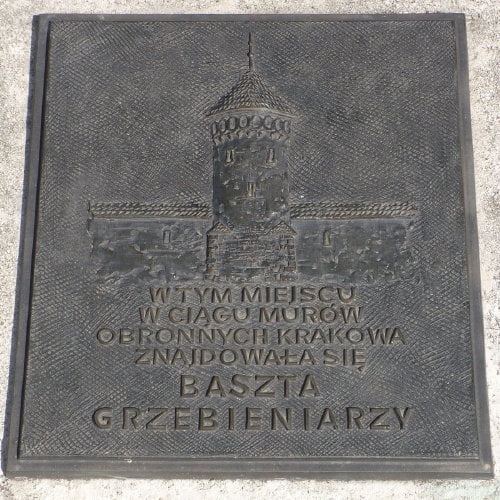 W TYM MIEJSCU
W CIĄGU MURÓW
OBRONNYCH KRAKOWA
ZNAJDOWAŁA SIĘ
BASZTA
GRZEBIENIARZY